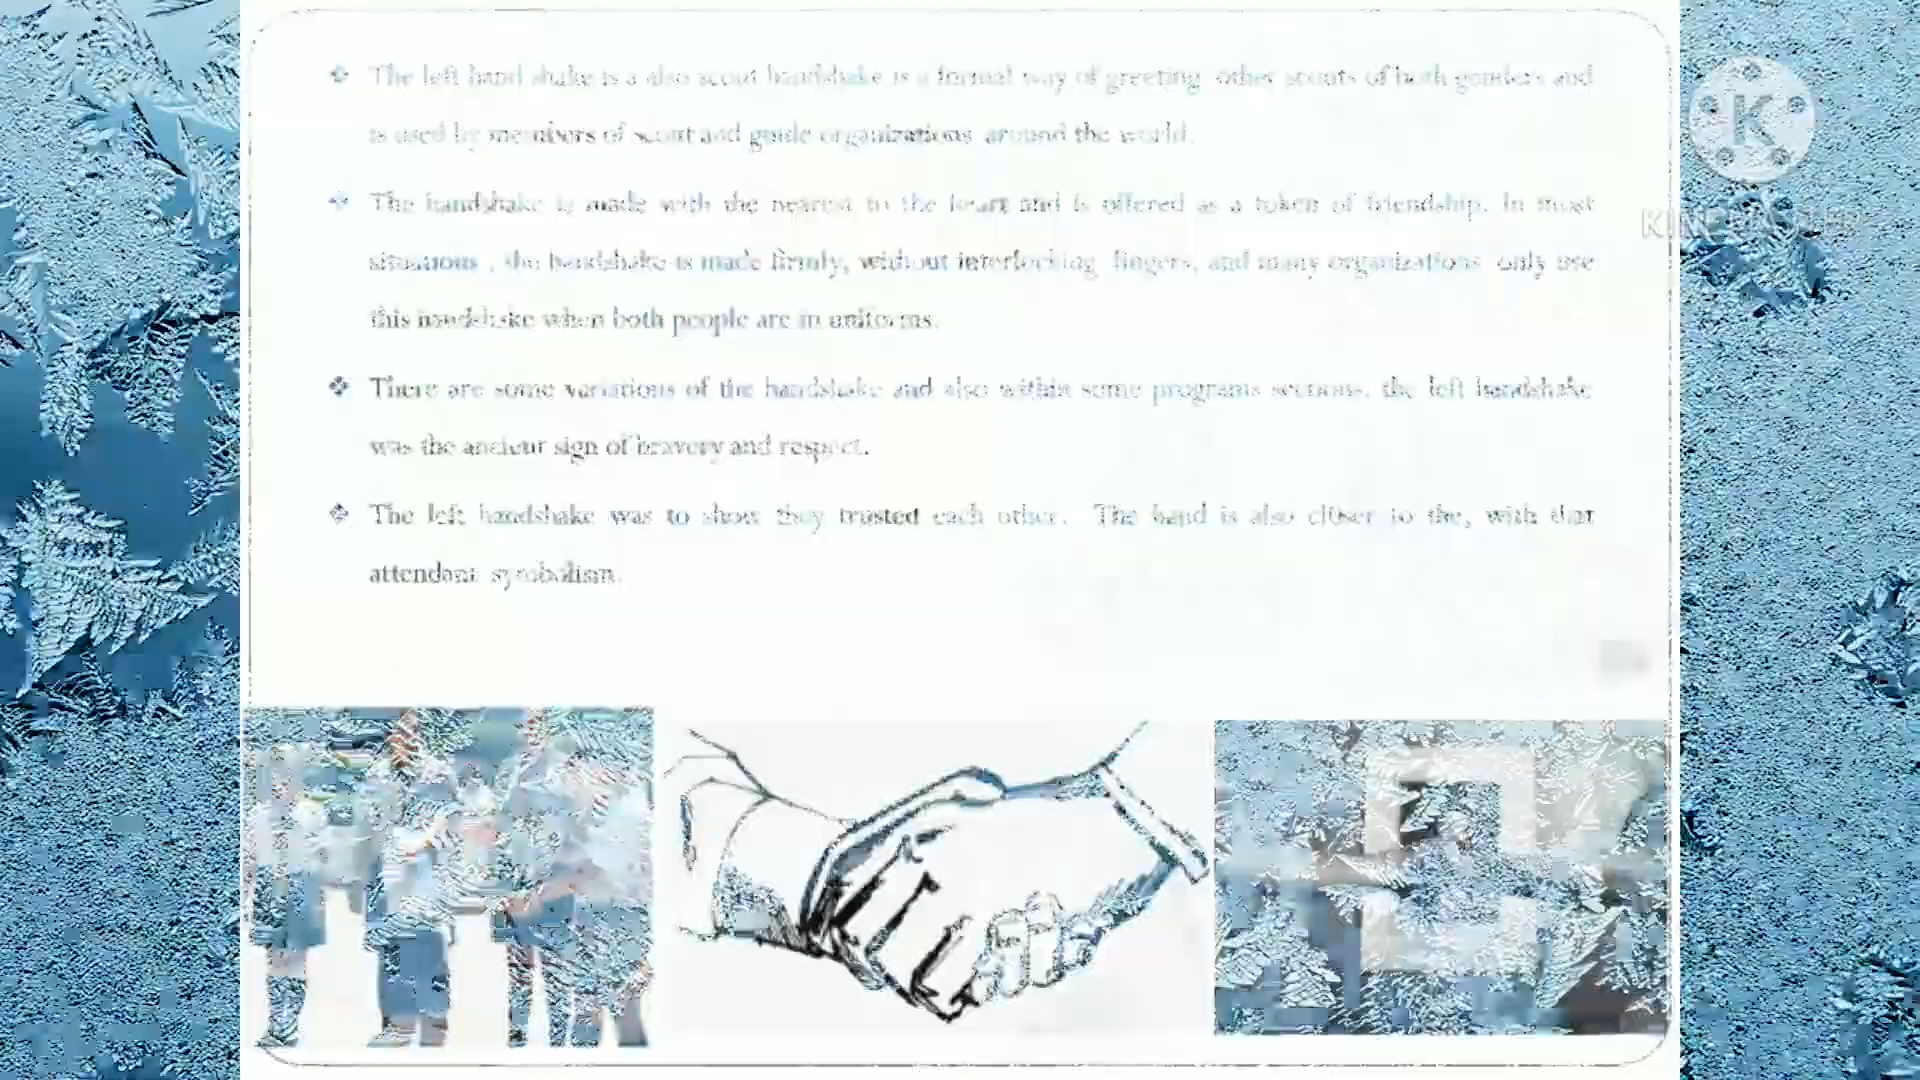 The left hand shake is a also scout handshake is a formal way of greeting other scouts of both genders and
is used by members of scout and guide organizations around the world.
The handshake is made with the nearest to the heart and is offered as a token of friendship. In most
situations , the handshake is made firmly, without interlocking fingers, and many organizations only use
this handshake when both people are in uniforms.
There are some variations of the handshake and also within some programs sections, the left handshake
was the ancient sign of bravery and respect.
The left handshake was to show they trusted each other. The hand is also closer to the, with that
attendant symbolism.
K